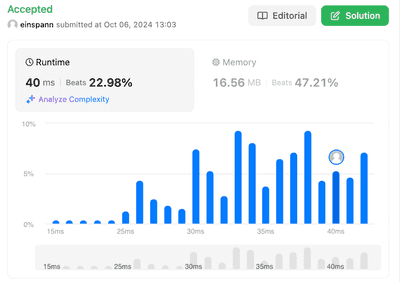 Accepted
einspann submitted at Oct 06, 2024 13:03
Editorial
Solution
Runtime
40 ms | Beats 22.98%
Analyze Complexity
Memory
16.56 MB | Beats 47.21%
10%
5%
0%
15ms 25ms 30ms 35ms 40ms
15ms 25ms 30ms 35ms 40ms